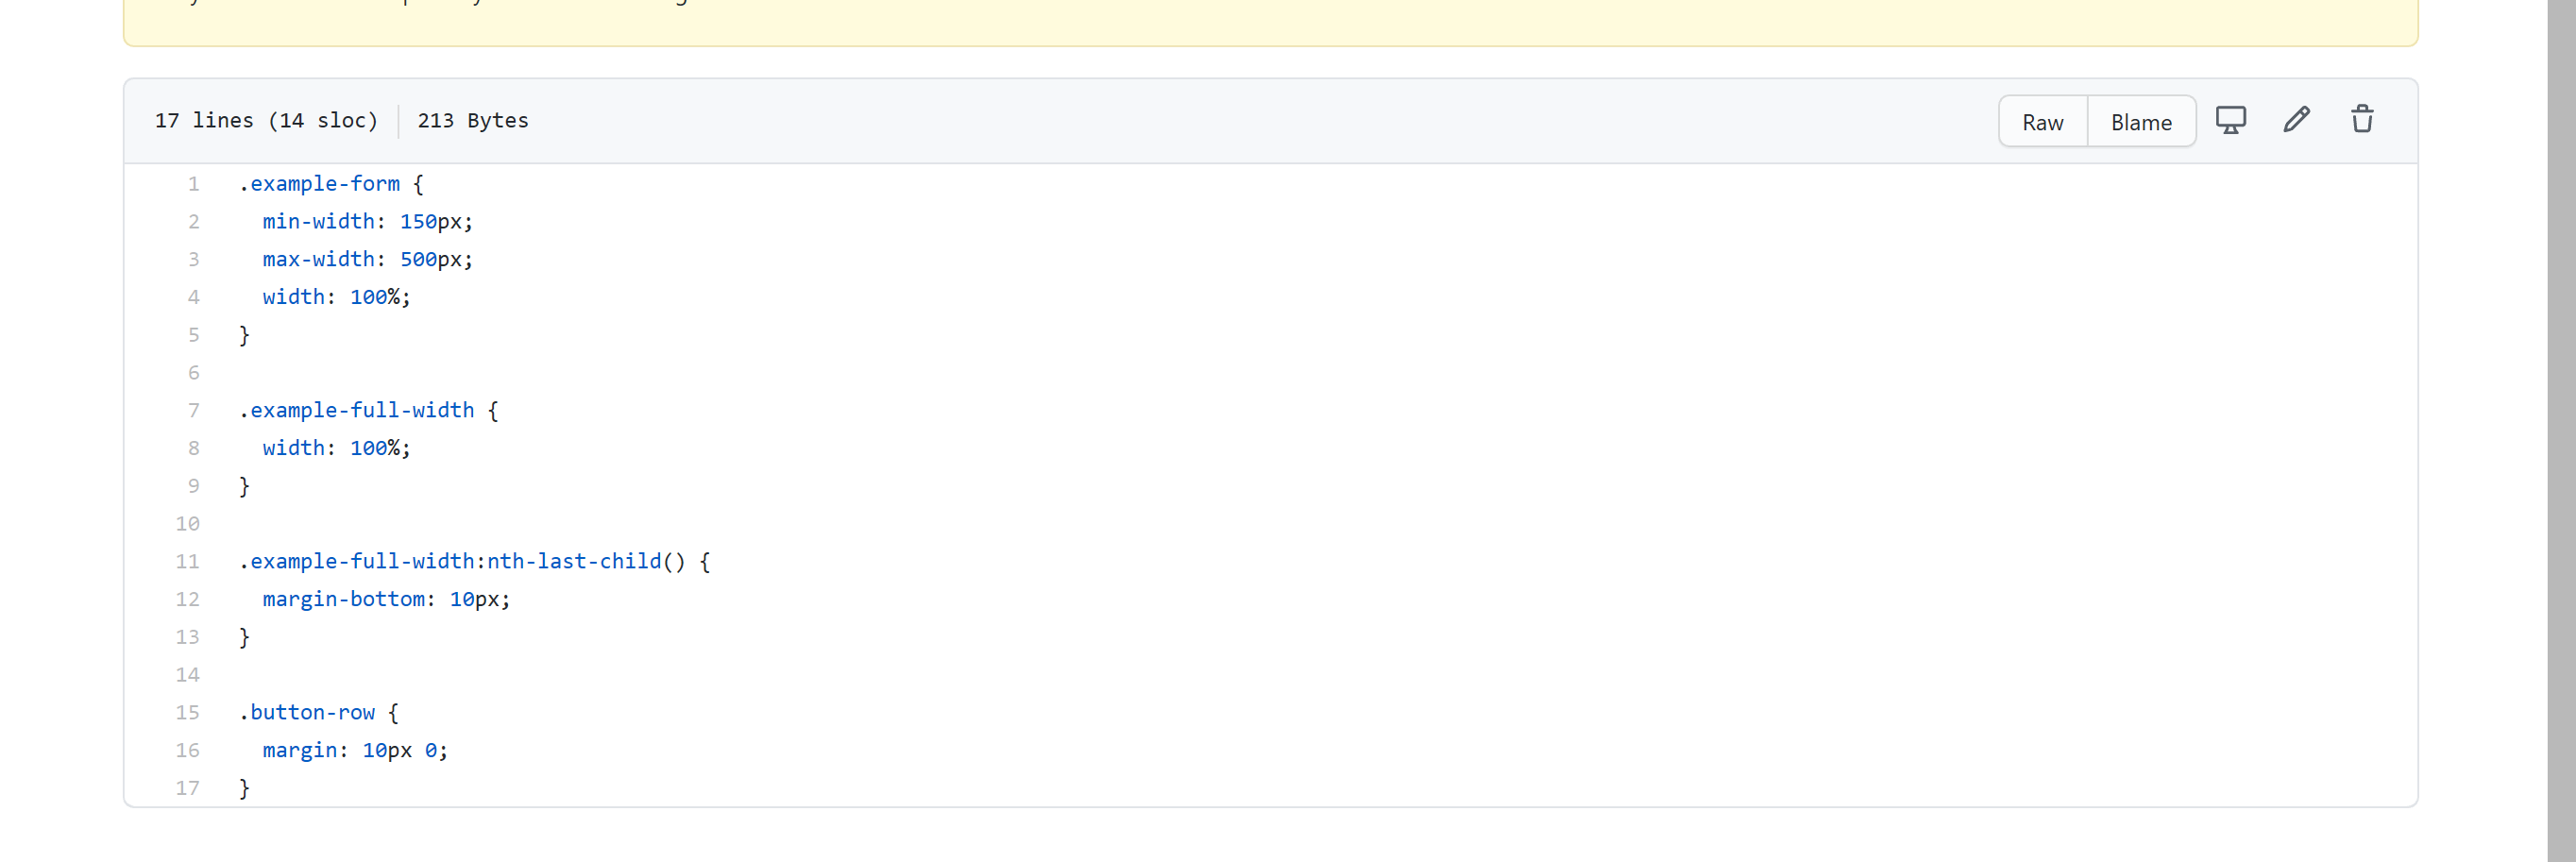 17 lines (14 sloc) 213 Bytes
Raw Blame
1 .example-form {
2   min-width: 150px;
3   max-width: 500px;
4   width: 100%;
5 }
6
7 .example-full-width {
8   width: 100%;
9 }
10
11 .example-full-width:nth-last-child() {
12   margin-bottom: 10px;
13 }
14
15 .button-row {
16   margin: 10px 0;
17 }